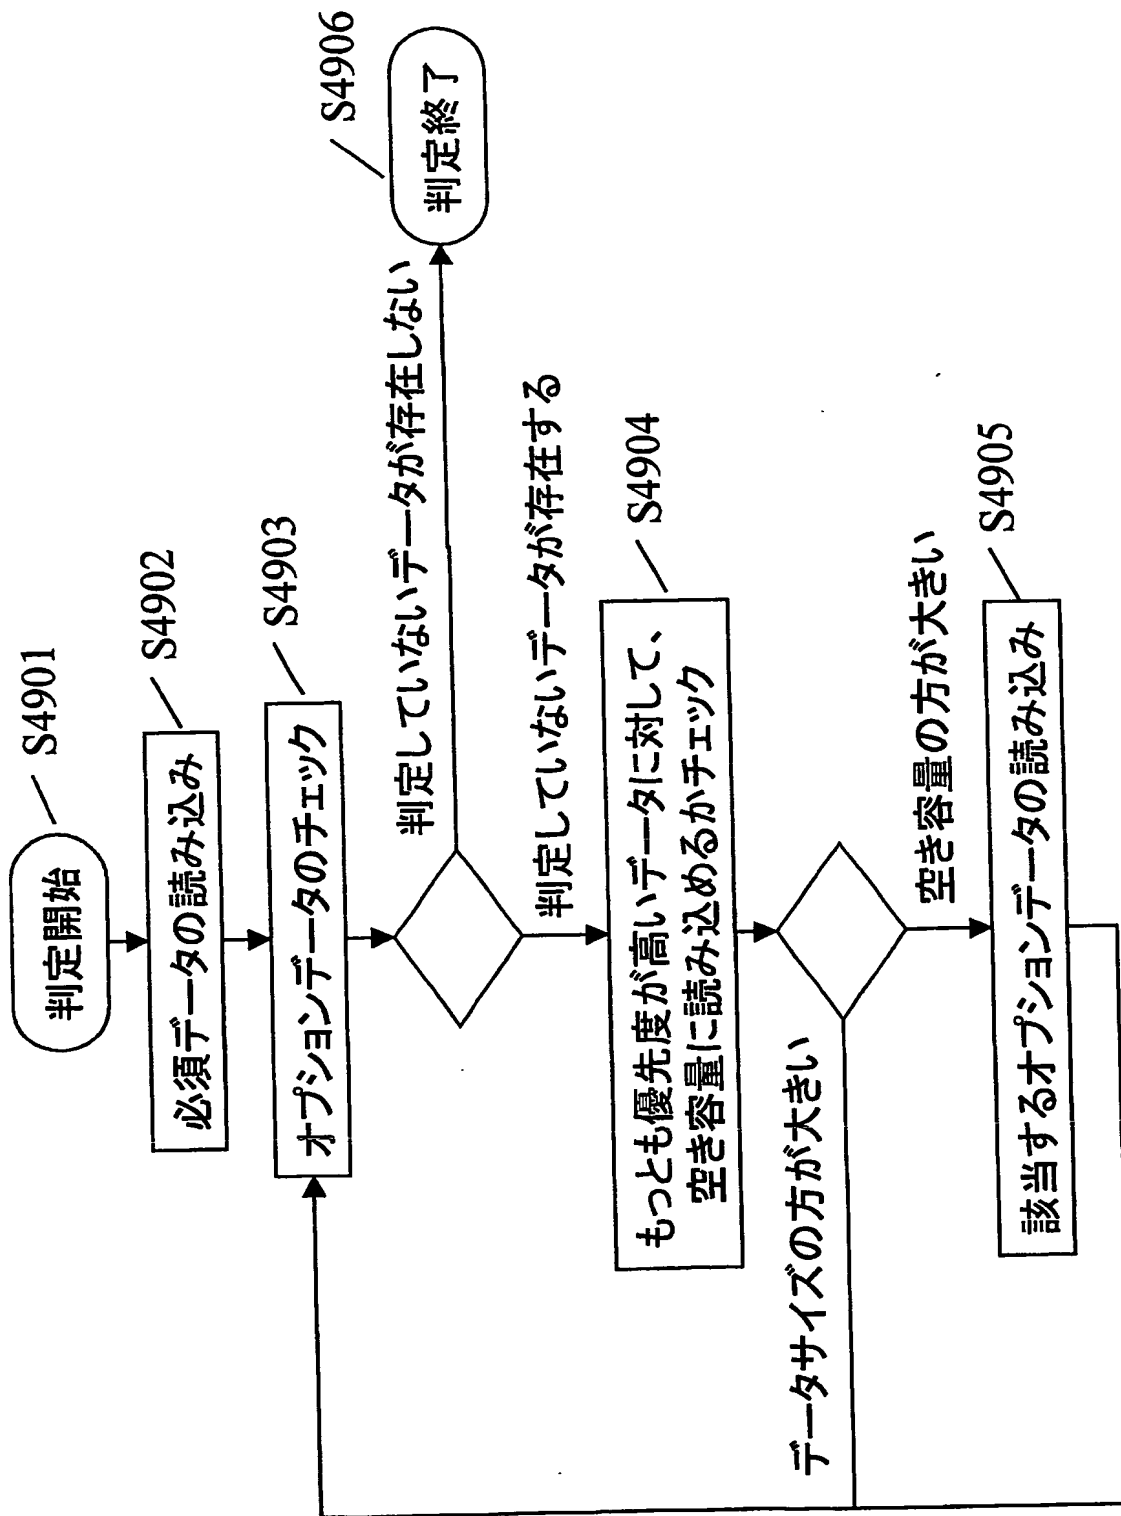 判定開始
S4901
必須データの読み込み
S4902
オプションデータのチェック
S4903
判定していないデータが存在しない
判定終了
S4906
判定していないデータが存在する
もっとも優先度が高いデータに対して、
空き容量に読み込めるかチェック
S4904
データサイズの方が大きい
空き容量の方が大きい
該当するオプションデータの読み込み
S4905